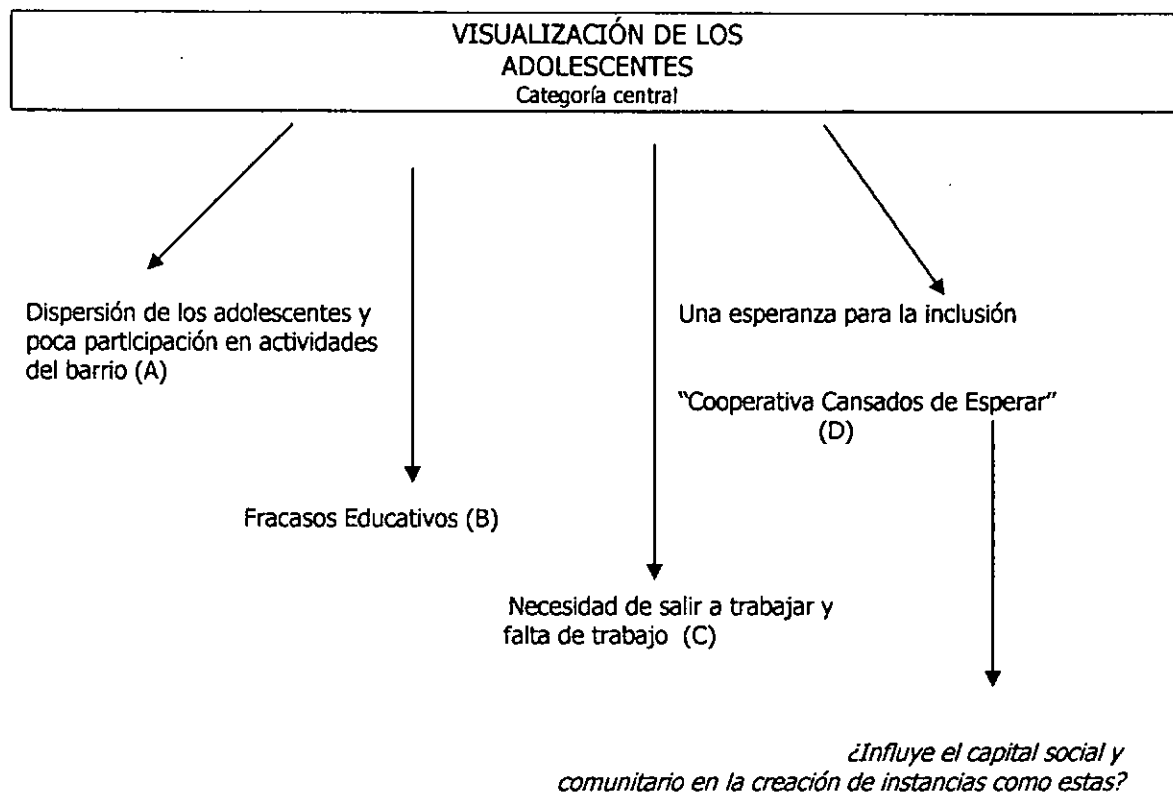 VISUALIZACIÓN DE LOS
ADOLESCENTES
Categoría central
Dispersión de los adolescentes y
poca participación en actividades
del barrio (A)
Una esperanza para la inclusión
"Cooperativa Cansados de Esperar"
(D)
Fracasos Educativos (B)
Necesidad de salir a trabajar y
falta de trabajo (C)
¿Influye el capital social y
comunitario en la creación de instancias como estas?